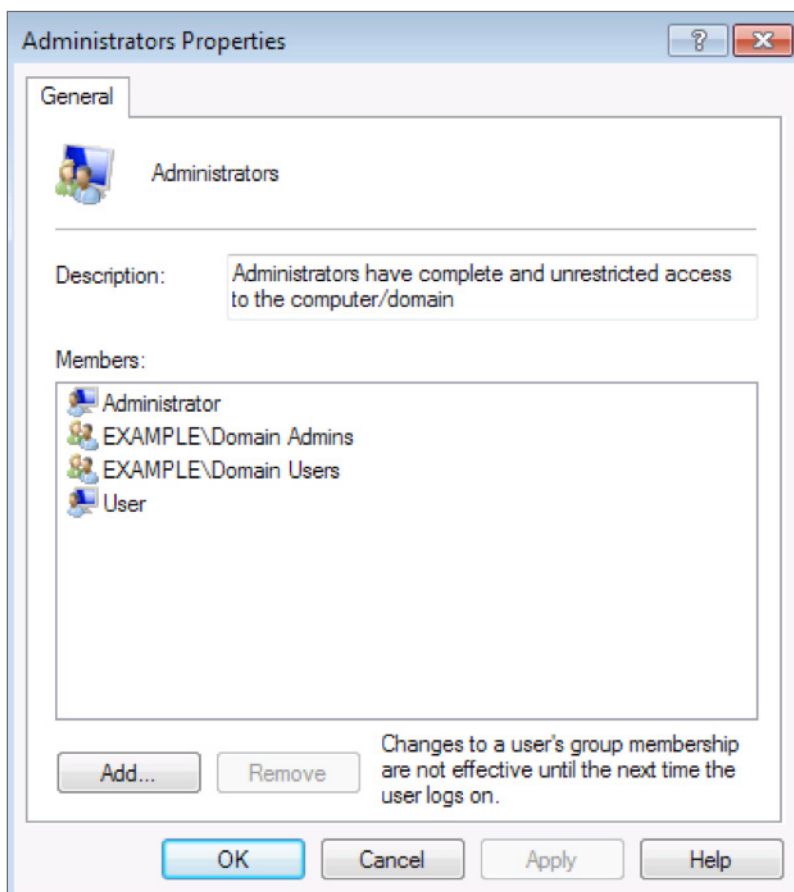 Administrators Properties
General
Administrators
Description:
Administrators have complete and unrestricted access
to the computer/domain
Members:
Administrator
EXAMPLE\Domain Admins
EXAMPLE\Domain Users
User
Add...
Remove
Changes to a user's group membership
are not effective until the next time the
user logs on.
OK
Cancel
Apply
Help